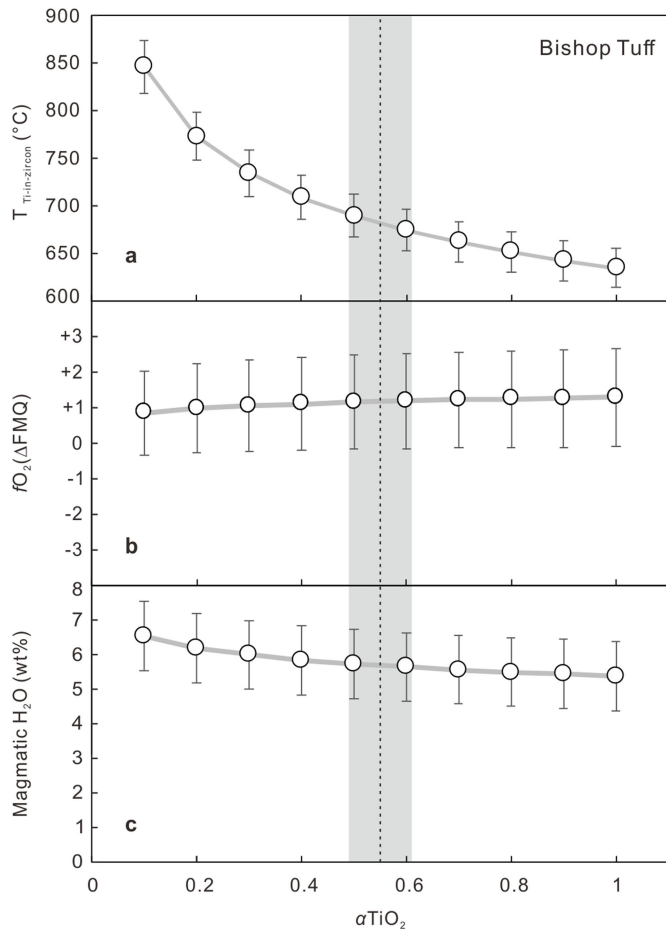 Bishop Tuff
T Ti-in-zircon (°C)
900
850
800
750
700
650
600
a
fO₂(ΔFMQ)
+3
+2
+1
0
-1
-2
-3
b
Magmatic H₂O (wt%)
8
7
6
5
4
3
2
1
0
c
0 0.2 0.4 0.6 0.8 1
αTiO₂